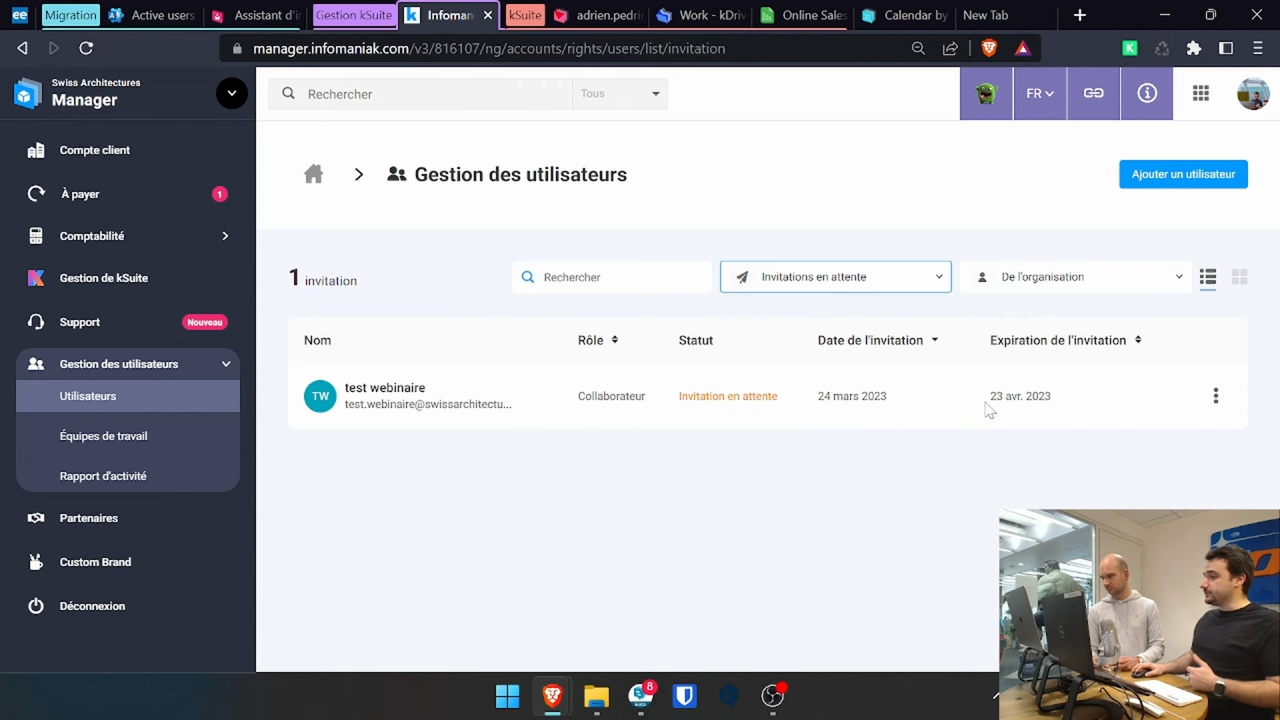 ee
Migration
Active users
Assistant d'i
Gestion kSuite
Infoman
kSuite
adrien.pedri
Work - kDriv
Online Sales
Calendar by
New Tab
manager.infomaniak.com/v3/816107/ng/accounts/rights/users/list/invitation
Swiss Architectures
Manager
Rechercher
Tous
FR
Compte client
À payer
1
Comptabilité
Gestion de kSuite
Support
Nouveau
Gestion des utilisateurs
Utilisateurs
Équipes de travail
Rapport d'activité
Partenaires
Custom Brand
Déconnexion
Gestion des utilisateurs
Ajouter un utilisateur
1 invitation
Rechercher
Invitations en attente
De l'organisation
Nom
Rôle
Statut
Date de l'invitation
Expiration de l'invitation
TW
test webinaire
test.webinaire@swissarchitectu...
Collaborateur
Invitation en attente
24 mars 2023
23 avr. 2023
8